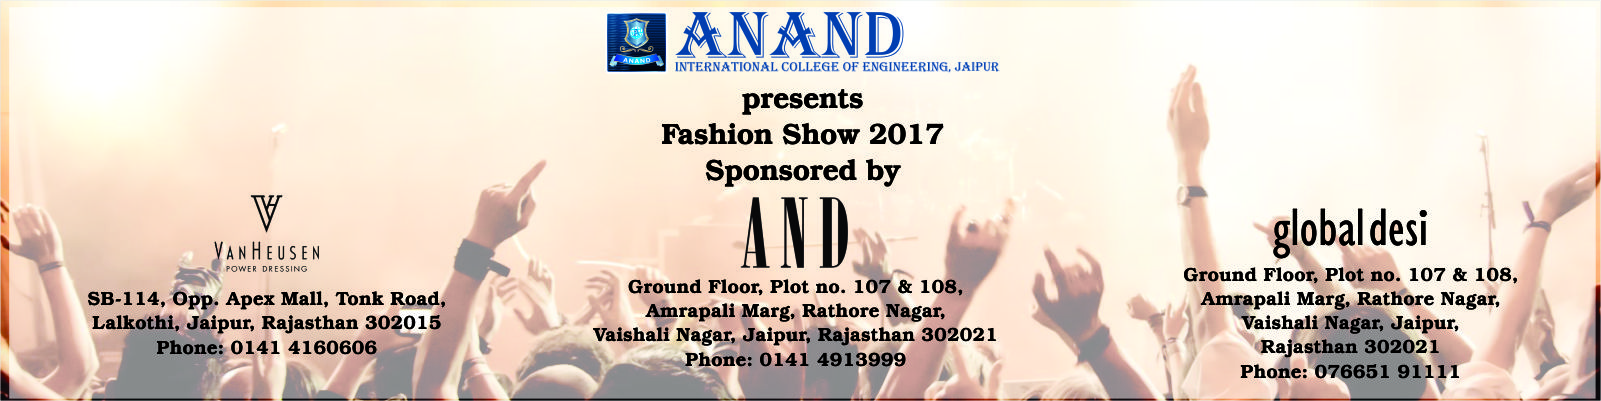 ANAND
ANAND
INTERNATIONAL COLLEGE OF ENGINEERING, JAIPUR
presents
Fashion Show 2017
Sponsored by
VANHEUSEN
POWER DRESSING
SB-114, Opp. Apex Mall, Tonk Road,
Lalkothi, Jaipur, Rajasthan 302015
Phone: 0141 4160606
AND
Ground Floor, Plot no. 107 & 108,
Amrapali Marg, Rathore Nagar,
Vaishali Nagar, Jaipur, Rajasthan 302021
Phone: 0141 4913999
global desi
Ground Floor, Plot no. 107 & 108,
Amrapali Marg, Rathore Nagar,
Vaishali Nagar, Jaipur,
Rajasthan 302021
Phone: 076651 91111